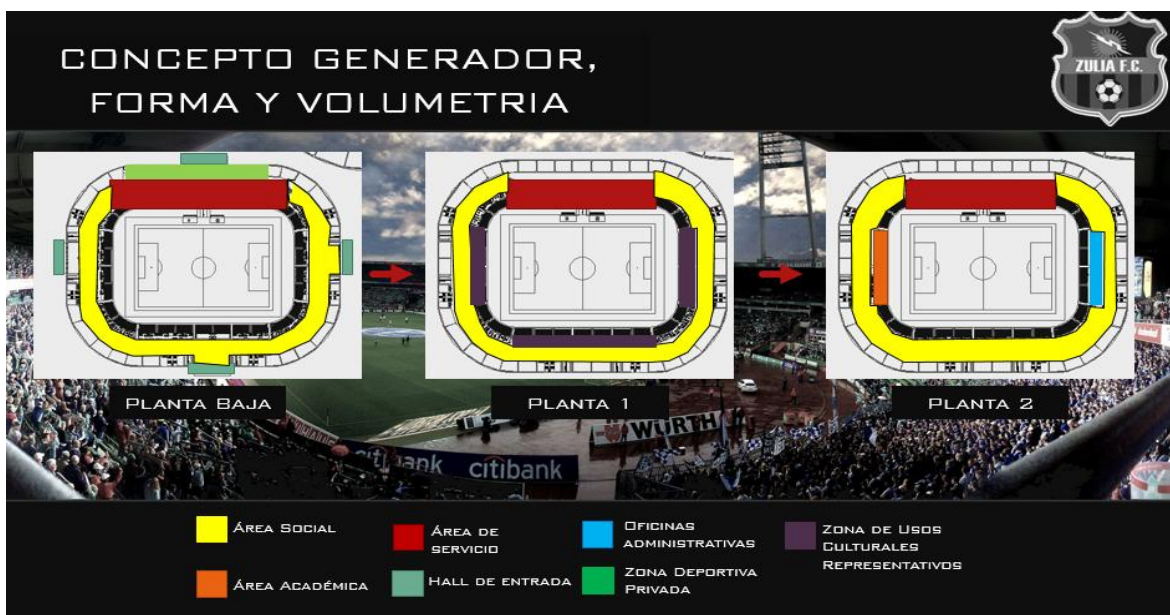 CONCEPTO GENERADOR,
FORMA Y VOLUMETRIA
ZULIA F.C.
PLANTA BAJA
PLANTA 1
PLANTA 2
WÜRTH
citibank
citibank
ÁREA SOCIAL
ÁREA DE
SERVICIO
OFICINAS
ADMINISTRATIVAS
ZONA DE USOS
CULTURALES
REPRESENTATIVOS
ÁREA ACADÉMICA
HALL DE ENTRADA
ZONA DEPORTIVA
PRIVADA